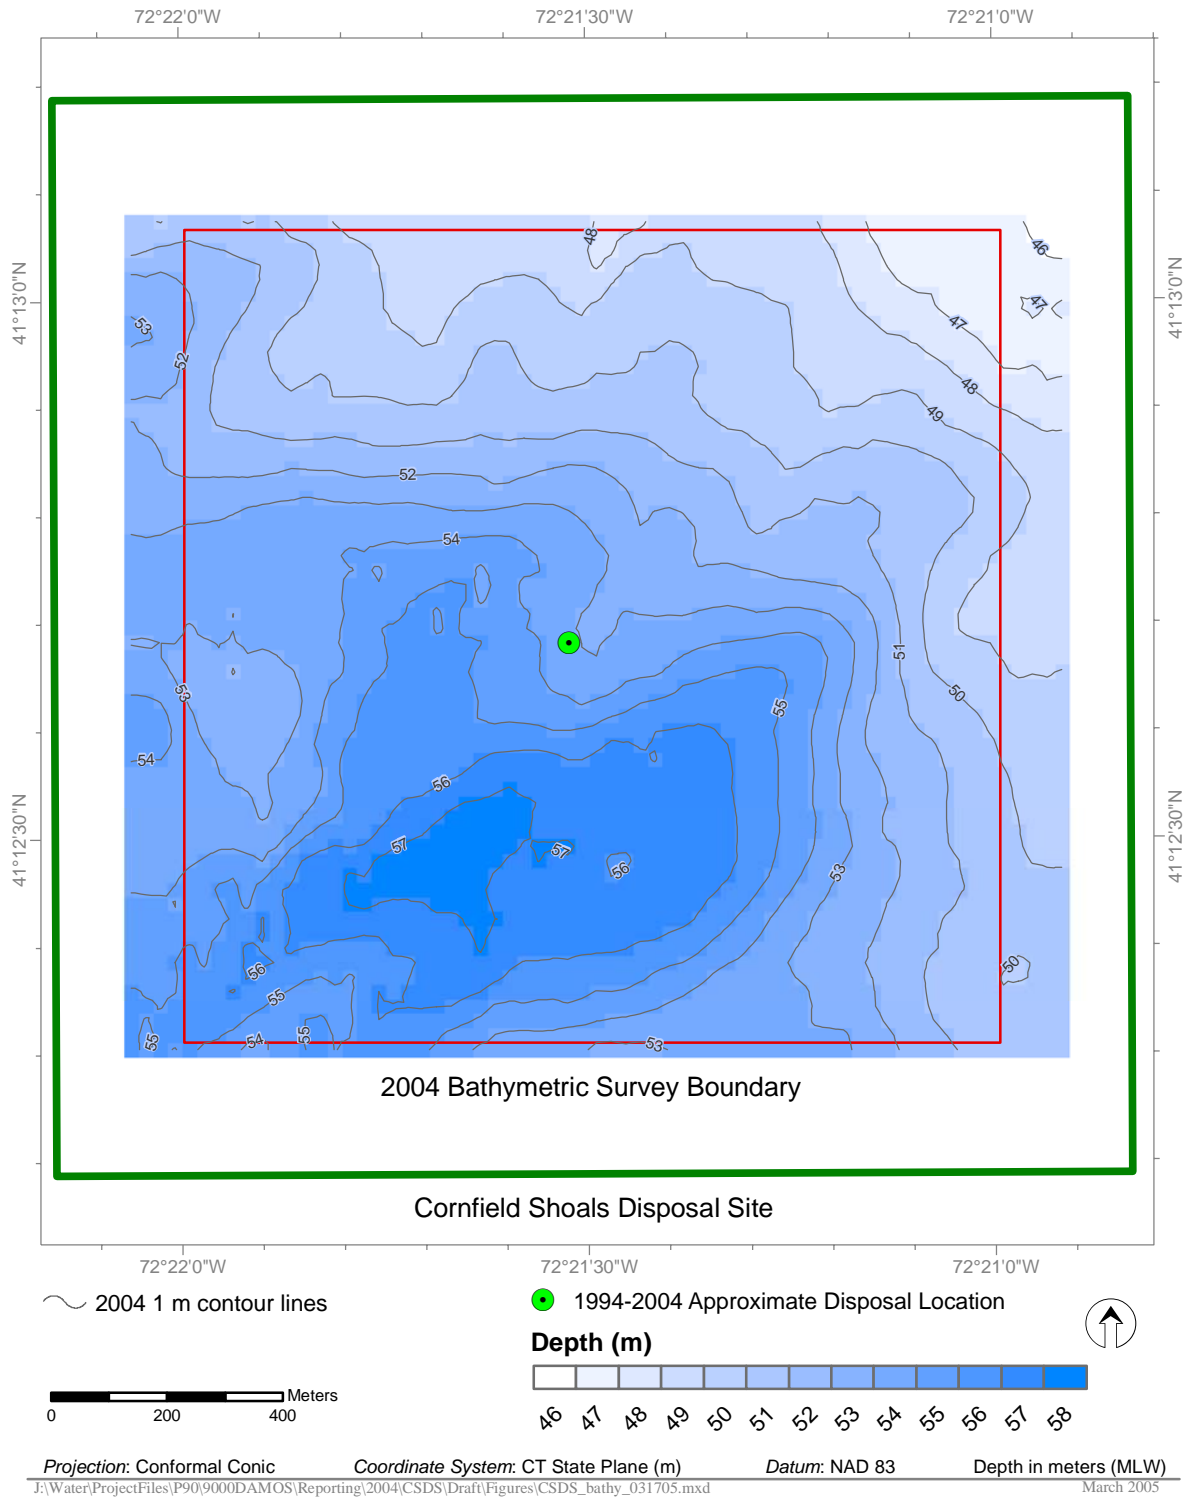 72°22'0"W 72°21'30"W 72°21'0"W
41°13'0"N
41°13'0"N
46
48
47
53
47
52
48
49
52
54
51
53
50
55
54
56
41°12'30"N
41°12'30"N
57
57
56
53
50
56
55
55
54
55
53
2004 Bathymetric Survey Boundary
Cornfield Shoals Disposal Site
72°22'0"W 72°21'30"W 72°21'0"W
2004 1 m contour lines
1994-2004 Approximate Disposal Location
Depth (m)
46 47 48 49 50 51 52 53 54 55 56 57 58
Meters
0 200 400
Projection: Conformal Conic Coordinate System: CT State Plane (m) Datum: NAD 83 Depth in meters (MLW)
J:\Water\ProjectFiles\P90\9000DAMOS\Reporting\2004\CSDS\Draft\Figures\CSDS_bathy_031705.mxd March 2005